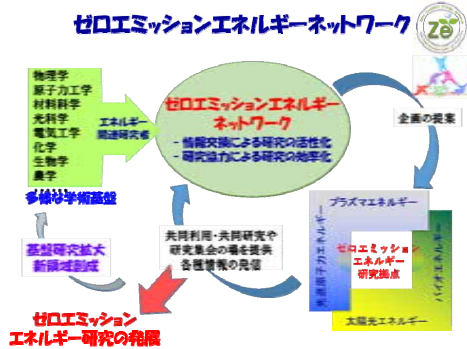 ゼロエミッションエネルギーネットワーク
Ze
物理学
原子力工学
材料科学
光科学
電気工学
化学
生物学
農学
エネルギー
関連研究者
多様な学術基盤
ゼロエミッションエネルギー
ネットワーク
- 情報交換による研究の活性化
- 研究協力による研究の効率化
企画の提案
プラズマエネルギー
バイオエネルギー
太陽光エネルギー
ゼロエミッション
エネルギー
研究拠点
共同利用・共同研究や
研究集会の場を提供
各種情報の発信
基盤研究拡大
新領域創成
ゼロエミッション
エネルギー研究の発展